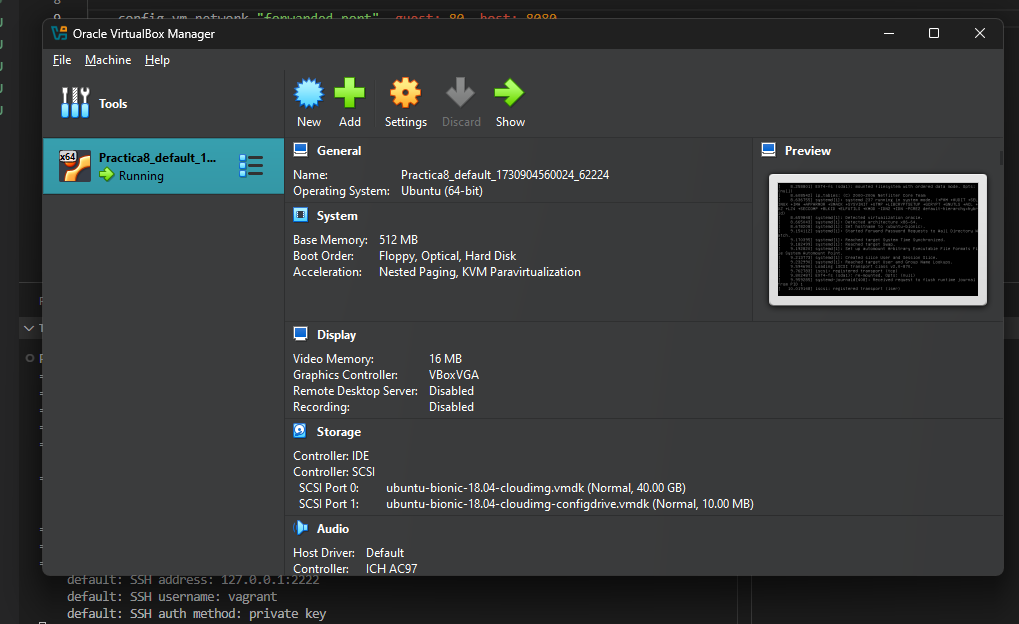 config.vm.network "forwarded_port", guest: 80, host: 8080
Oracle VirtualBox Manager
File Machine Help
Tools
New Add Settings Discard Show
Practica8_default_1...
Running
General
Name: Practica8_default_1730904560024_62224
Operating System: Ubuntu (64-bit)
System
Base Memory: 512 MB
Boot Order: Floppy, Optical, Hard Disk
Acceleration: Nested Paging, KVM Paravirtualization
Preview
Display
Video Memory: 16 MB
Graphics Controller: VBoxVGA
Remote Desktop Server: Disabled
Recording: Disabled
Storage
Controller: IDE
Controller: SCSI
SCSI Port 0: ubuntu-bionic-18.04-cloudimg.vmdk (Normal, 40.00 GB)
SCSI Port 1: ubuntu-bionic-18.04-cloudimg-configdrive.vmdk (Normal, 10.00 MB)
Audio
Host Driver: Default
Controller: ICH AC97
default: SSH address: 127.0.0.1:2222
default: SSH username: vagrant
default: SSH auth method: private key